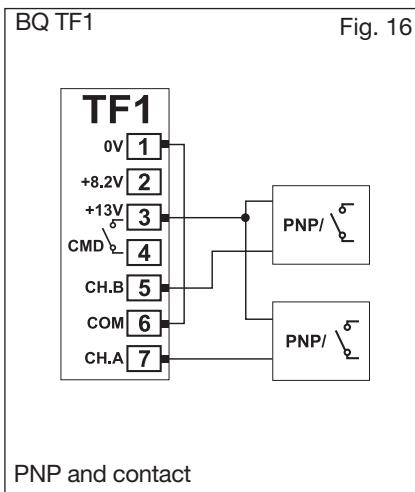 BQ TF1 Fig. 16
TF1
0V 1
+8.2V 2
+13V 3
CMD 4
CH.B 5
COM 6
CH.A 7
PNP/
PNP/
PNP and contact